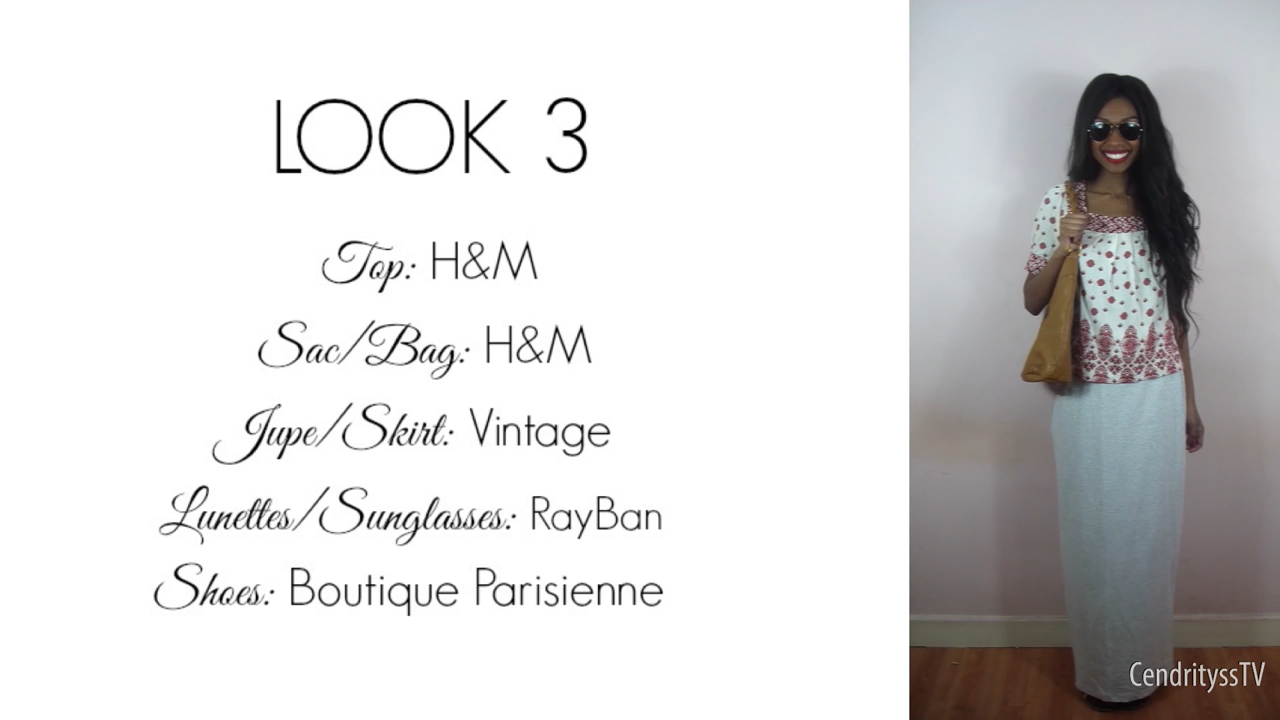 LOOK 3
Top: H&M
Sac/Bag: H&M
Jupe/Skirt: Vintage
Lunettes/Sunglasses: RayBan
Shoes: Boutique Parisienne
CendrityssTV